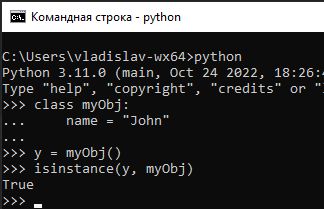 Командная строка - python
C:\Users\vladislav-wx64>python
Python 3.11.0 (main, Oct 24 2022, 18:26:4
Type "help", "copyright", "credits" or "
>>> class myObj:
...     name = "John"
...
>>> y = myObj()
>>> isinstance(y, myObj)
True
>>>